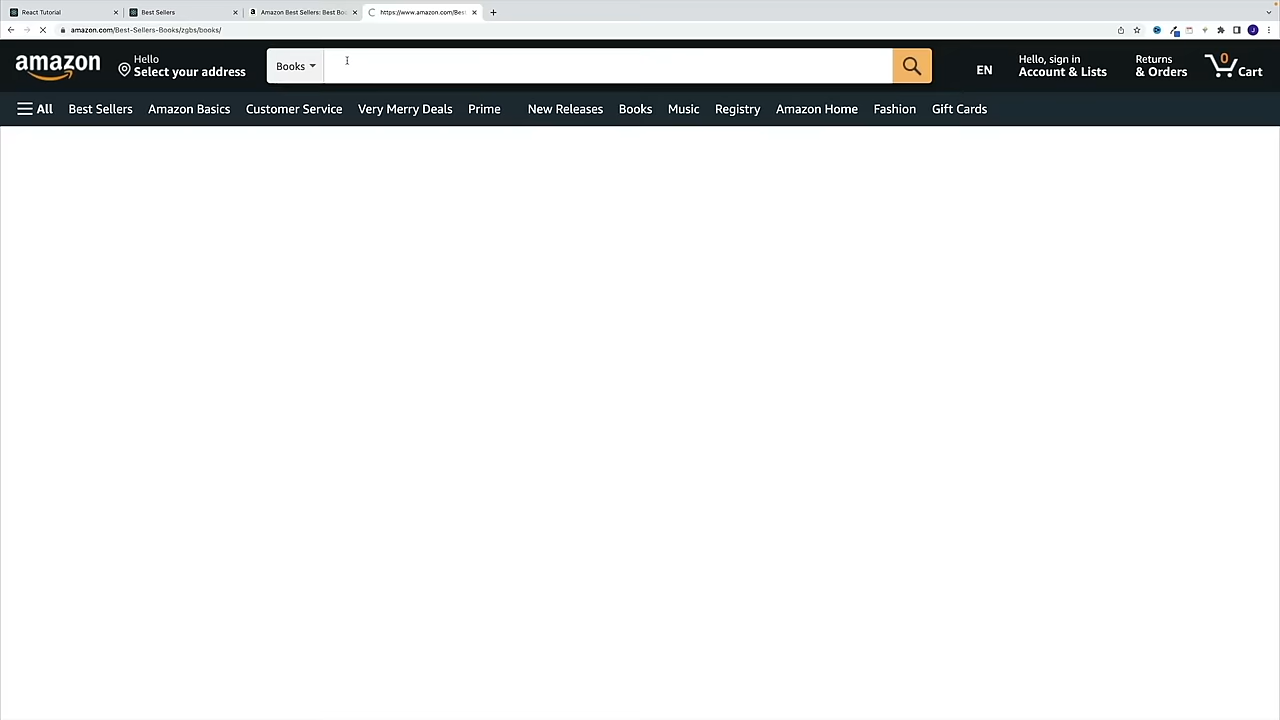 React Tutorial
Best Sellers
Amazon Best Sellers: Best Bo
https://www.amazon.com/Best
amazon.com/Best-Sellers-Books/zgbs/books/
J
amazon
Hello
Select your address
Books
EN
Hello, sign in
Account & Lists
Returns
& Orders
0
Cart
All
Best Sellers
Amazon Basics
Customer Service
Very Merry Deals
Prime
New Releases
Books
Music
Registry
Amazon Home
Fashion
Gift Cards